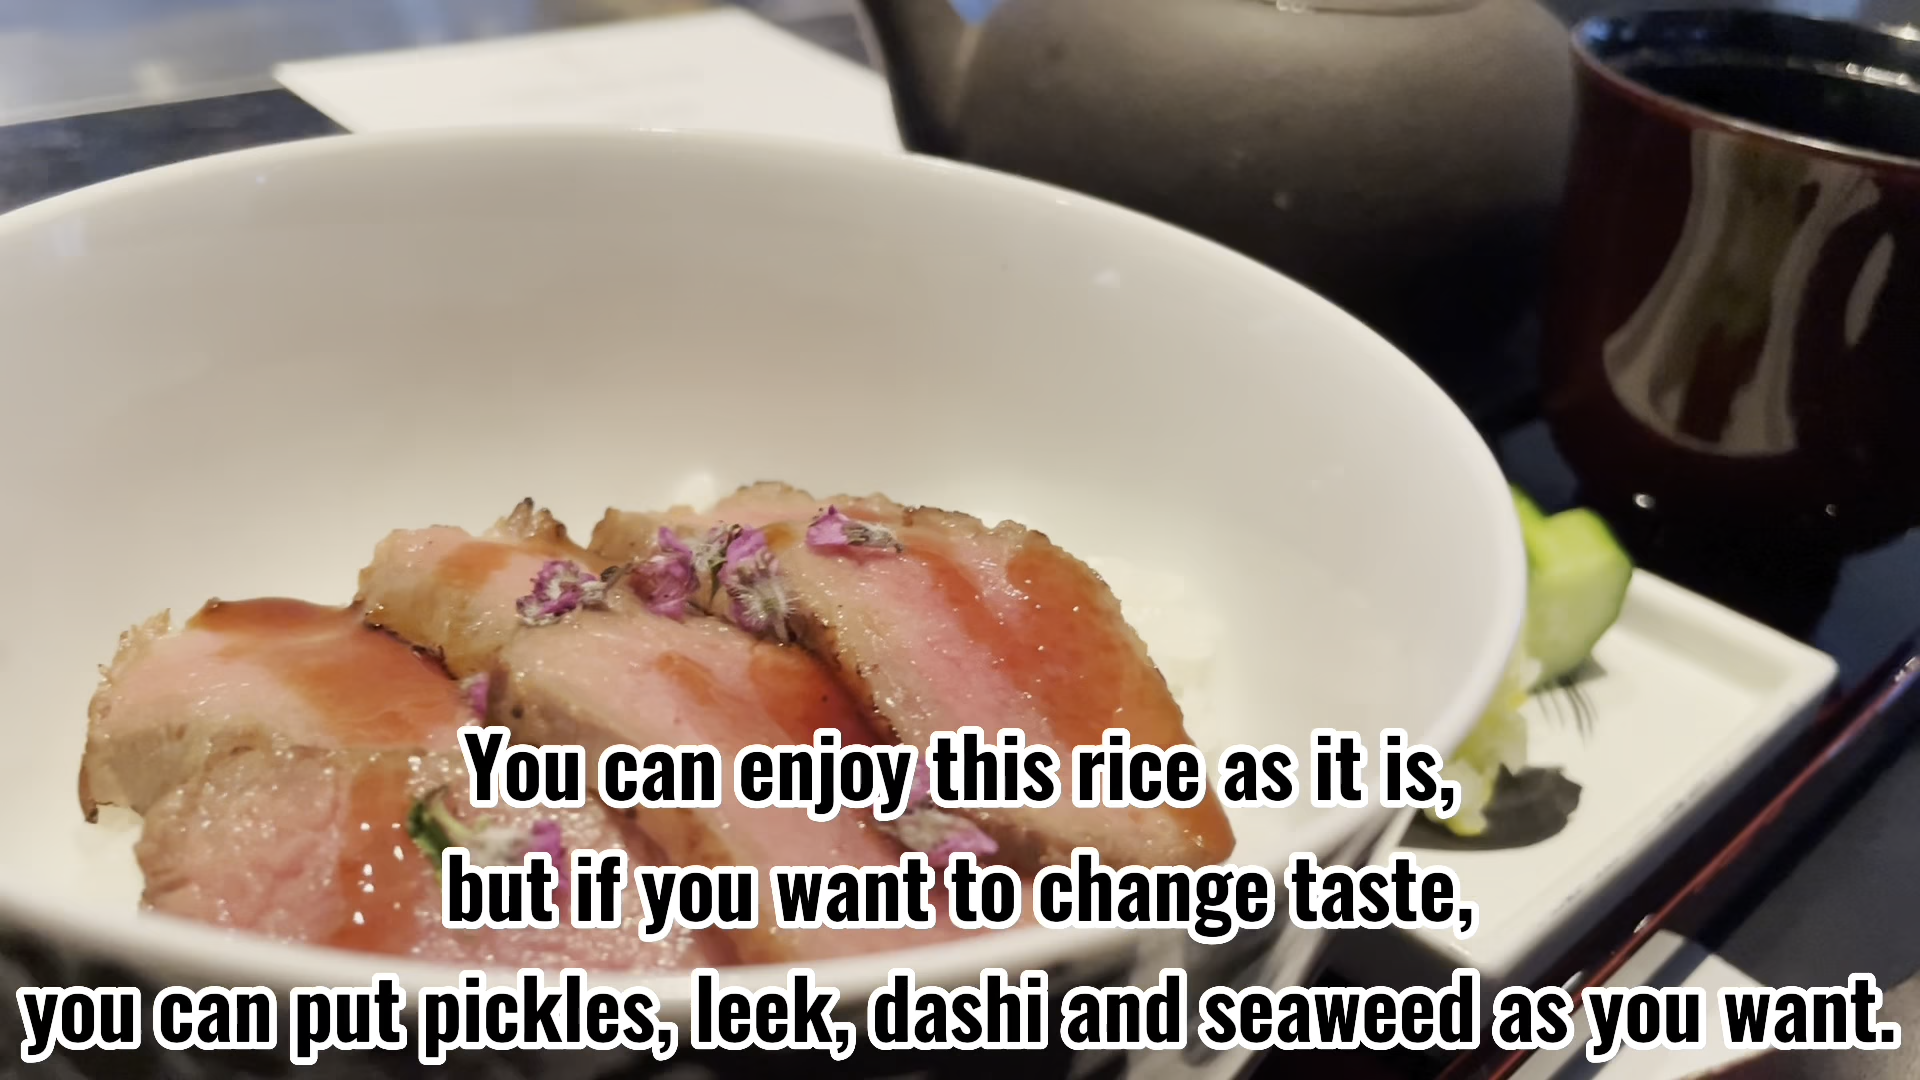 You can enjoy this rice as it is,
but if you want to change taste,
you can put pickles, leek, dashi and seaweed as you want.